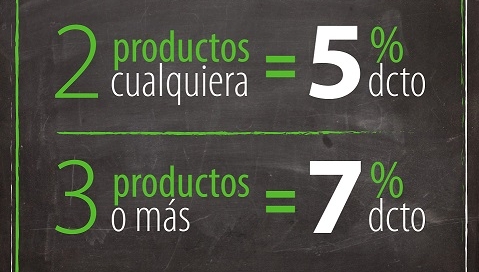 2 productos cualquiera = 5 % dcto
3 productos o más = 7 % dcto